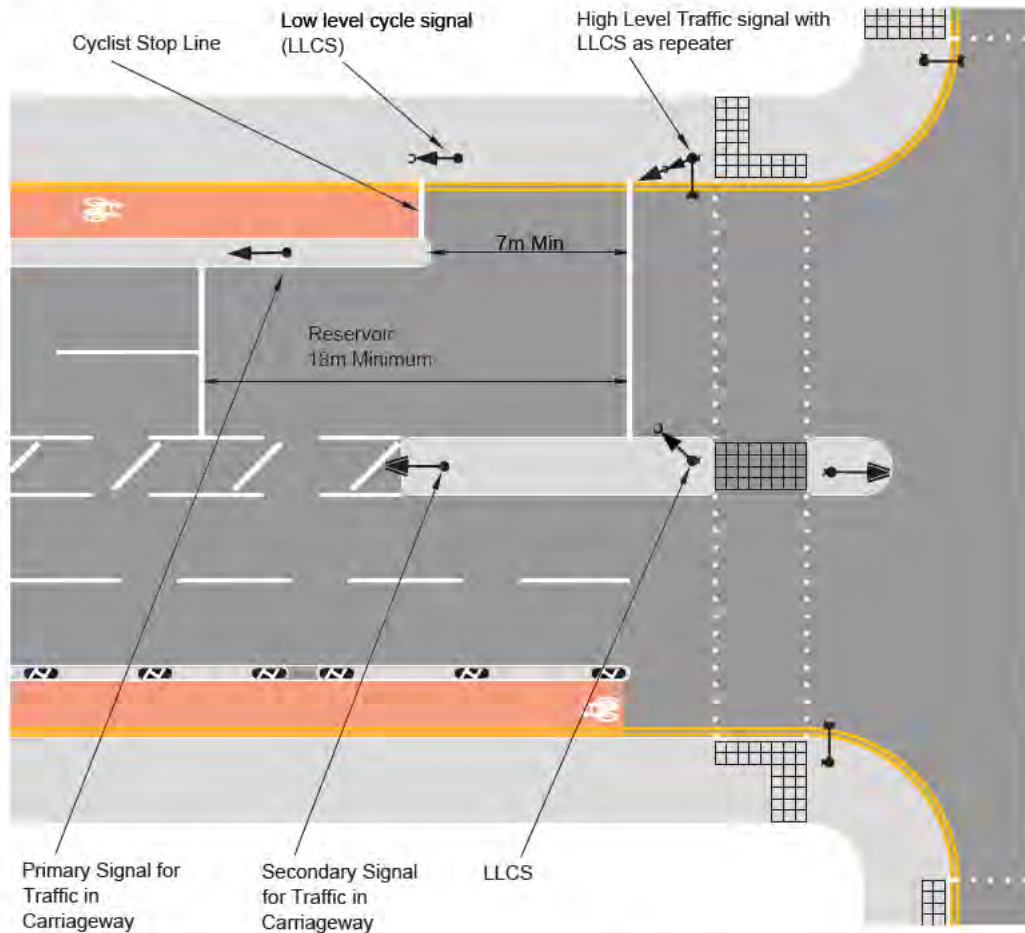 Cyclist Stop Line
Low level cycle signal
(LLCS)
High Level Traffic signal with
LLCS as repeater
7m Min
Reservoir
18m Minimum
Primary Signal for
Traffic in
Carriageway
Secondary Signal
for Traffic in
Carriageway
LLCS